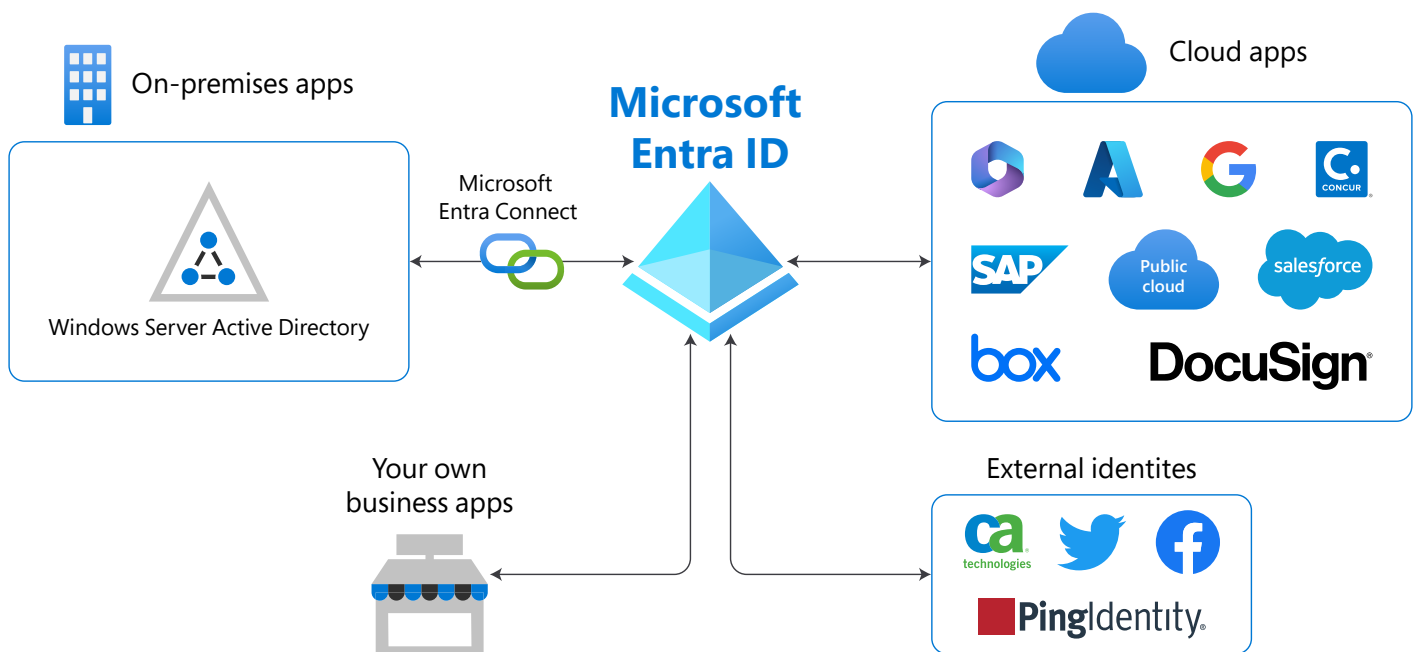 On-premises apps
Windows Server Active Directory
Microsoft
Entra Connect
Microsoft
Entra ID
Cloud apps
C.
CONCUR®
SAP
Public
cloud
salesforce
box
DocuSign®
Your own
business apps
External identites
ca
technologies
PingIdentity®